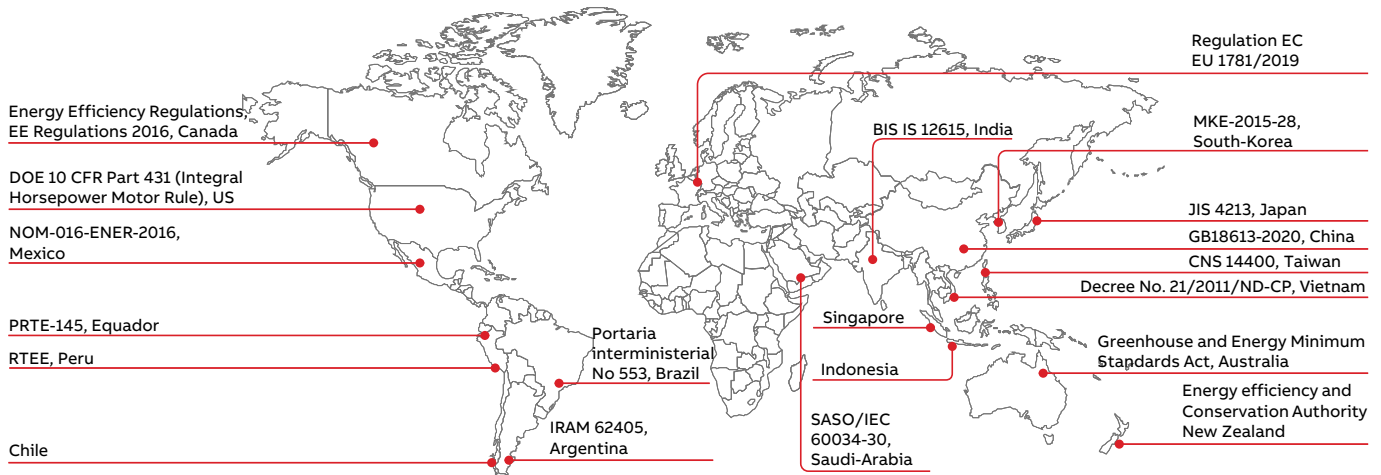 Regulation EC
EU 1781/2019
Energy Efficiency Regulations,
EE Regulations 2016, Canada
BIS IS 12615, India
MKE-2015-28,
South-Korea
DOE 10 CFR Part 431 (Integral
Horsepower Motor Rule), US
JIS 4213, Japan
NOM-016-ENER-2016,
Mexico
GB18613-2020, China
CNS 14400, Taiwan
Decree No. 21/2011/ND-CP, Vietnam
PRTE-145, Equador
Singapore
Portaria
interministerial
No 553, Brazil
RTEE, Peru
Indonesia
Greenhouse and Energy Minimum
Standards Act, Australia
Energy efficiency and
Conservation Authority
New Zealand
SASO/IEC
60034-30,
Saudi-Arabia
IRAM 62405,
Argentina
Chile